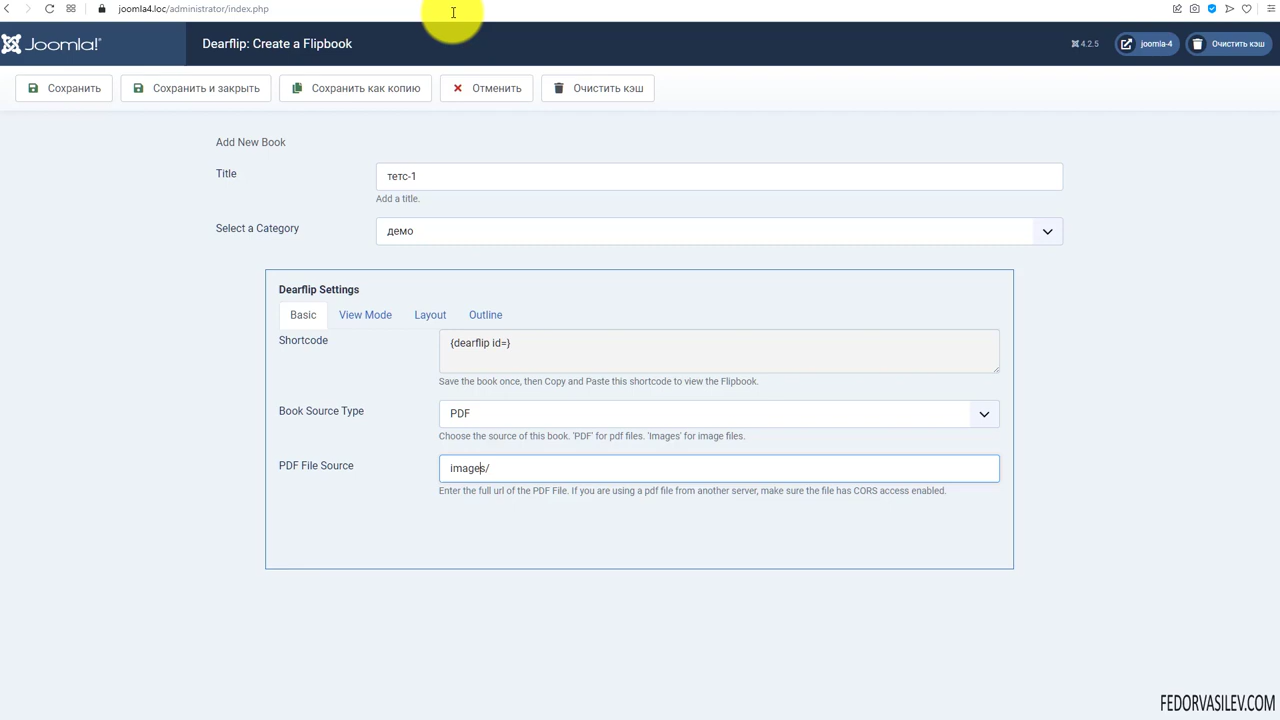 joomla4.loc/administrator/index.php
Joomla!®
Dearflip: Create a Flipbook
4.2.5
joomla-4
Очистить кэш
Сохранить
Сохранить и закрыть
Сохранить как копию
Отменить
Очистить кэш
Add New Book
Title
тетс-1
Add a title.
Select a Category
демо
Dearflip Settings
Basic
View Mode
Layout
Outline
Shortcode
{dearflip id=}
Save the book once, then Copy and Paste this shortcode to view the Flipbook.
Book Source Type
PDF
Choose the source of this book. 'PDF' for pdf files. 'Images' for image files.
PDF File Source
images/
Enter the full url of the PDF File. If you are using a pdf file from another server, make sure the file has CORS access enabled.
FEDORVASILEV.COM